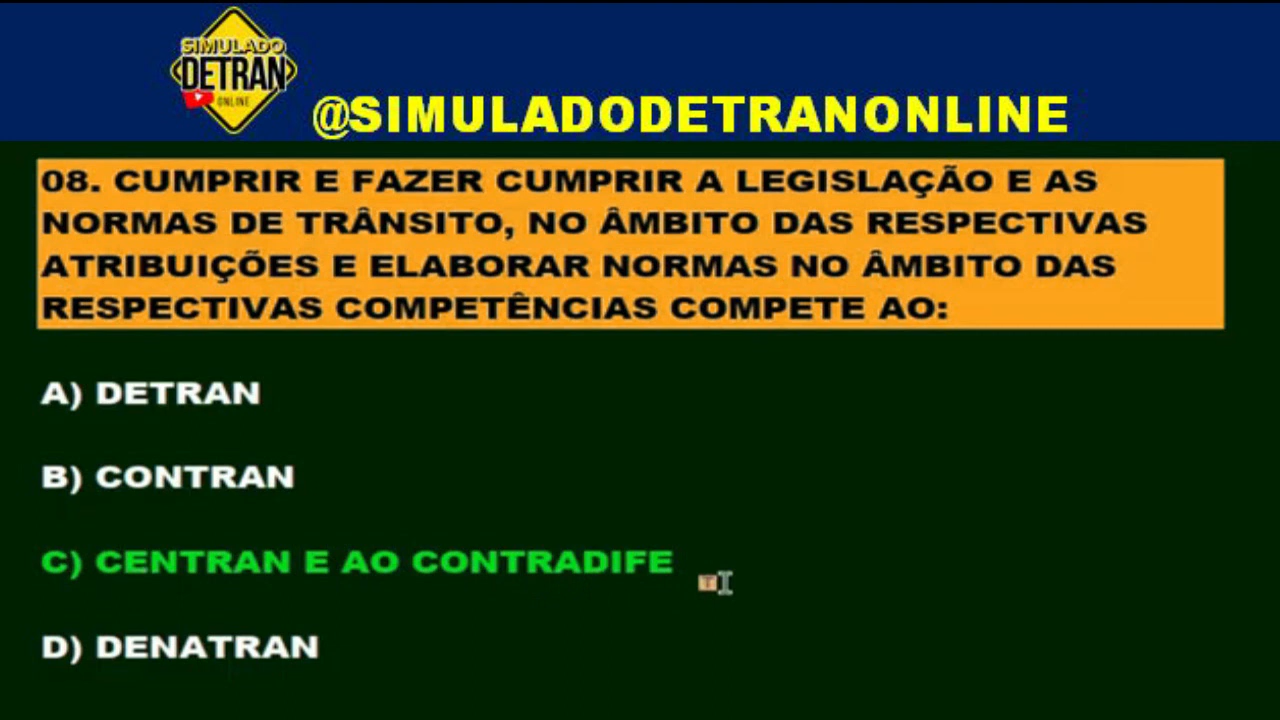 SIMULADO
DETRAN
ONLINE
@SIMULADODETRANONLINE
08. CUMPRIR E FAZER CUMPRIR A LEGISLAÇÃO E AS
NORMAS DE TRÂNSITO, NO ÂMBITO DAS RESPECTIVAS
ATRIBUIÇÕES E ELABORAR NORMAS NO ÂMBITO DAS
RESPECTIVAS COMPETÊNCIAS COMPETE AO:
A) DETRAN
B) CONTRAN
C) CENTRAN E AO CONTRADIFE
D) DENATRAN